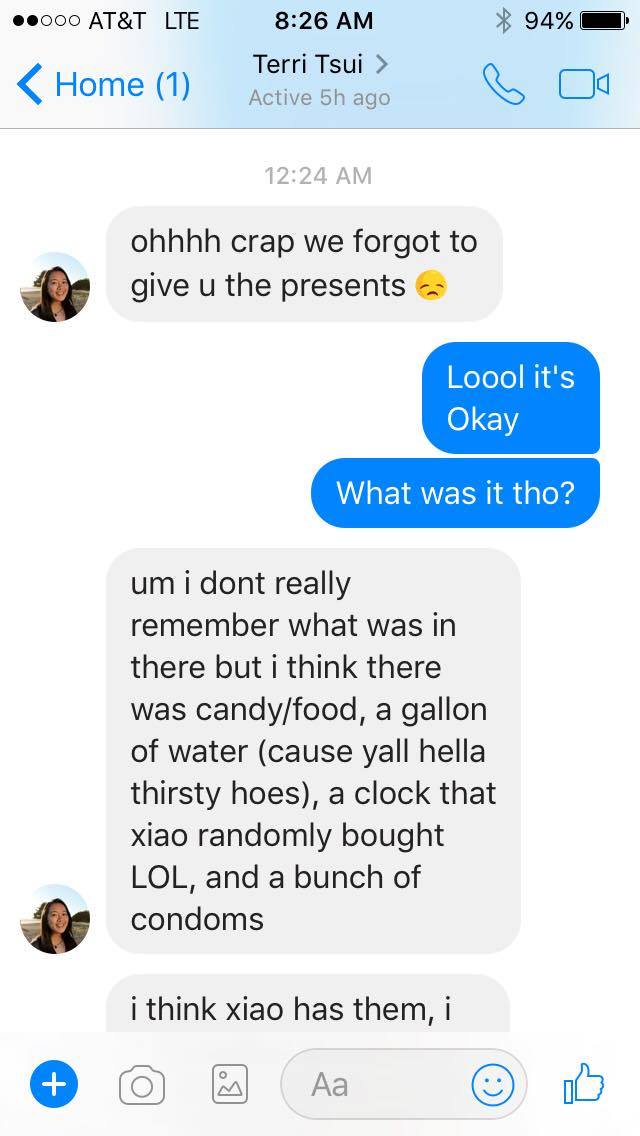 AT&T LTE 8:26 AM 94%
Home (1) Terri Tsui
Active 5h ago
12:24 AM
ohhhh crap we forgot to
give u the presents 😞
Loool it's
Okay
What was it tho?
um i dont really
remember what was in
there but i think there
was candy/food, a gallon
of water (cause yall hella
thirsty hoes), a clock that
xiao randomly bought
LOL, and a bunch of
condoms
i think xiao has them, i
Aa